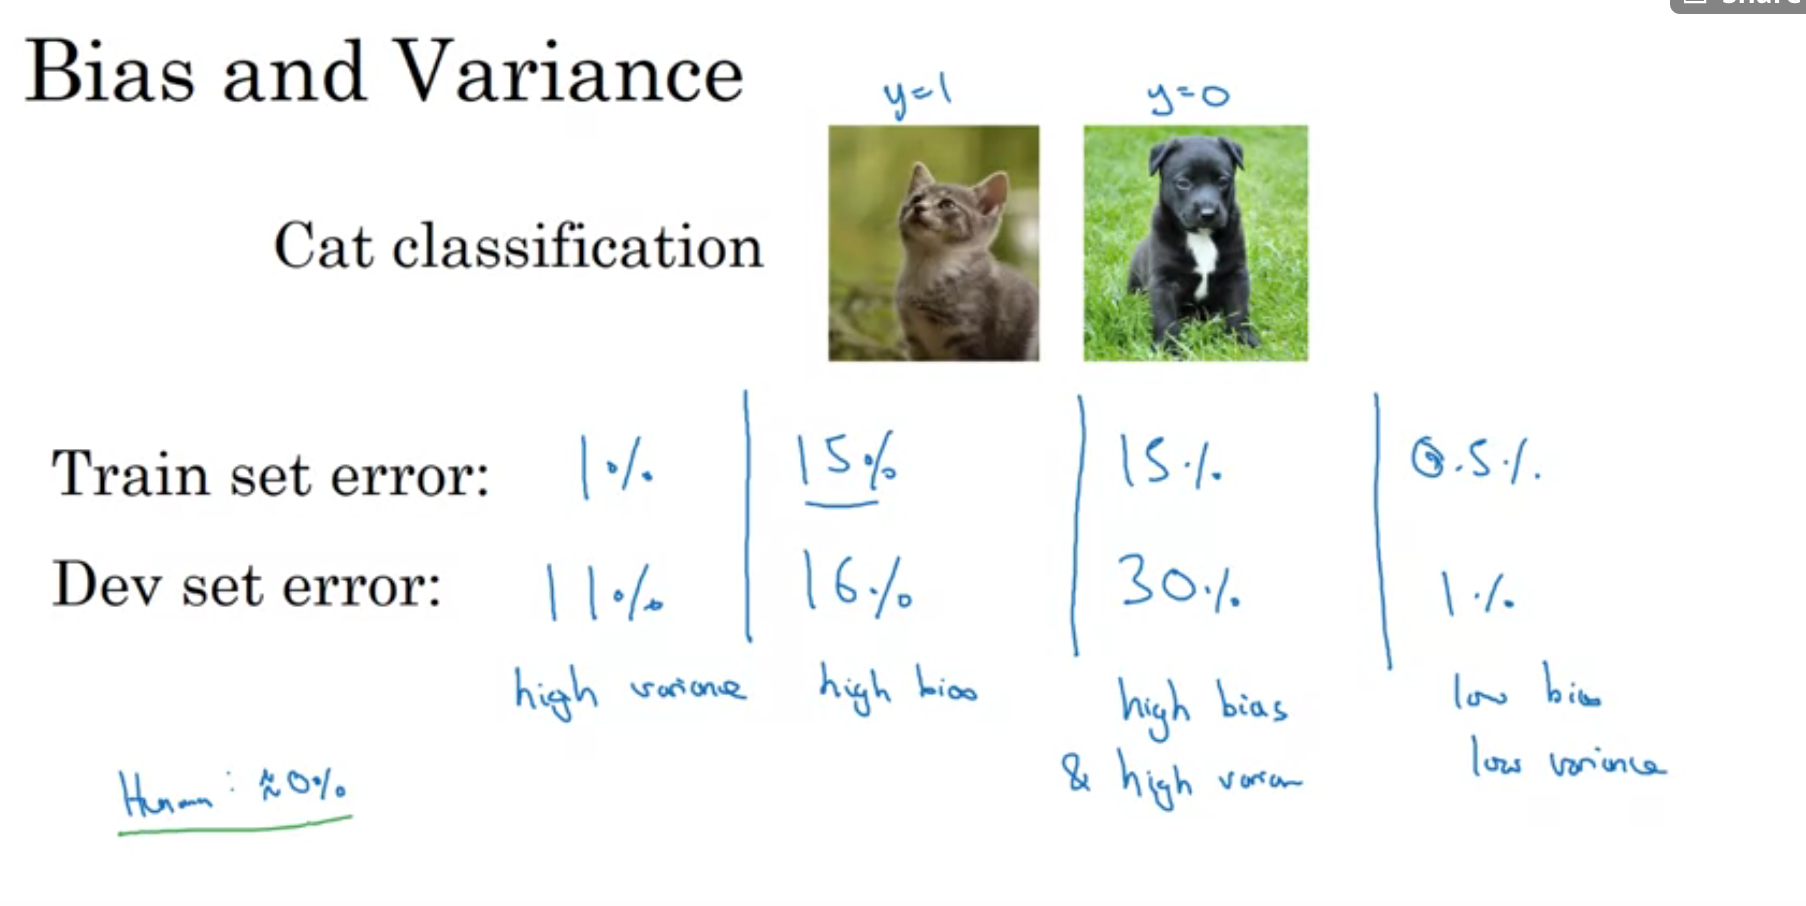 Share
Bias and Variance
y=1 y=0
Cat classification
Train set error: 1% 15% 15% 0.5%
Dev set error: 11% 16% 30% 1%
high variance high bias high bias low bias
& high varian low variance
Human: ≈0%